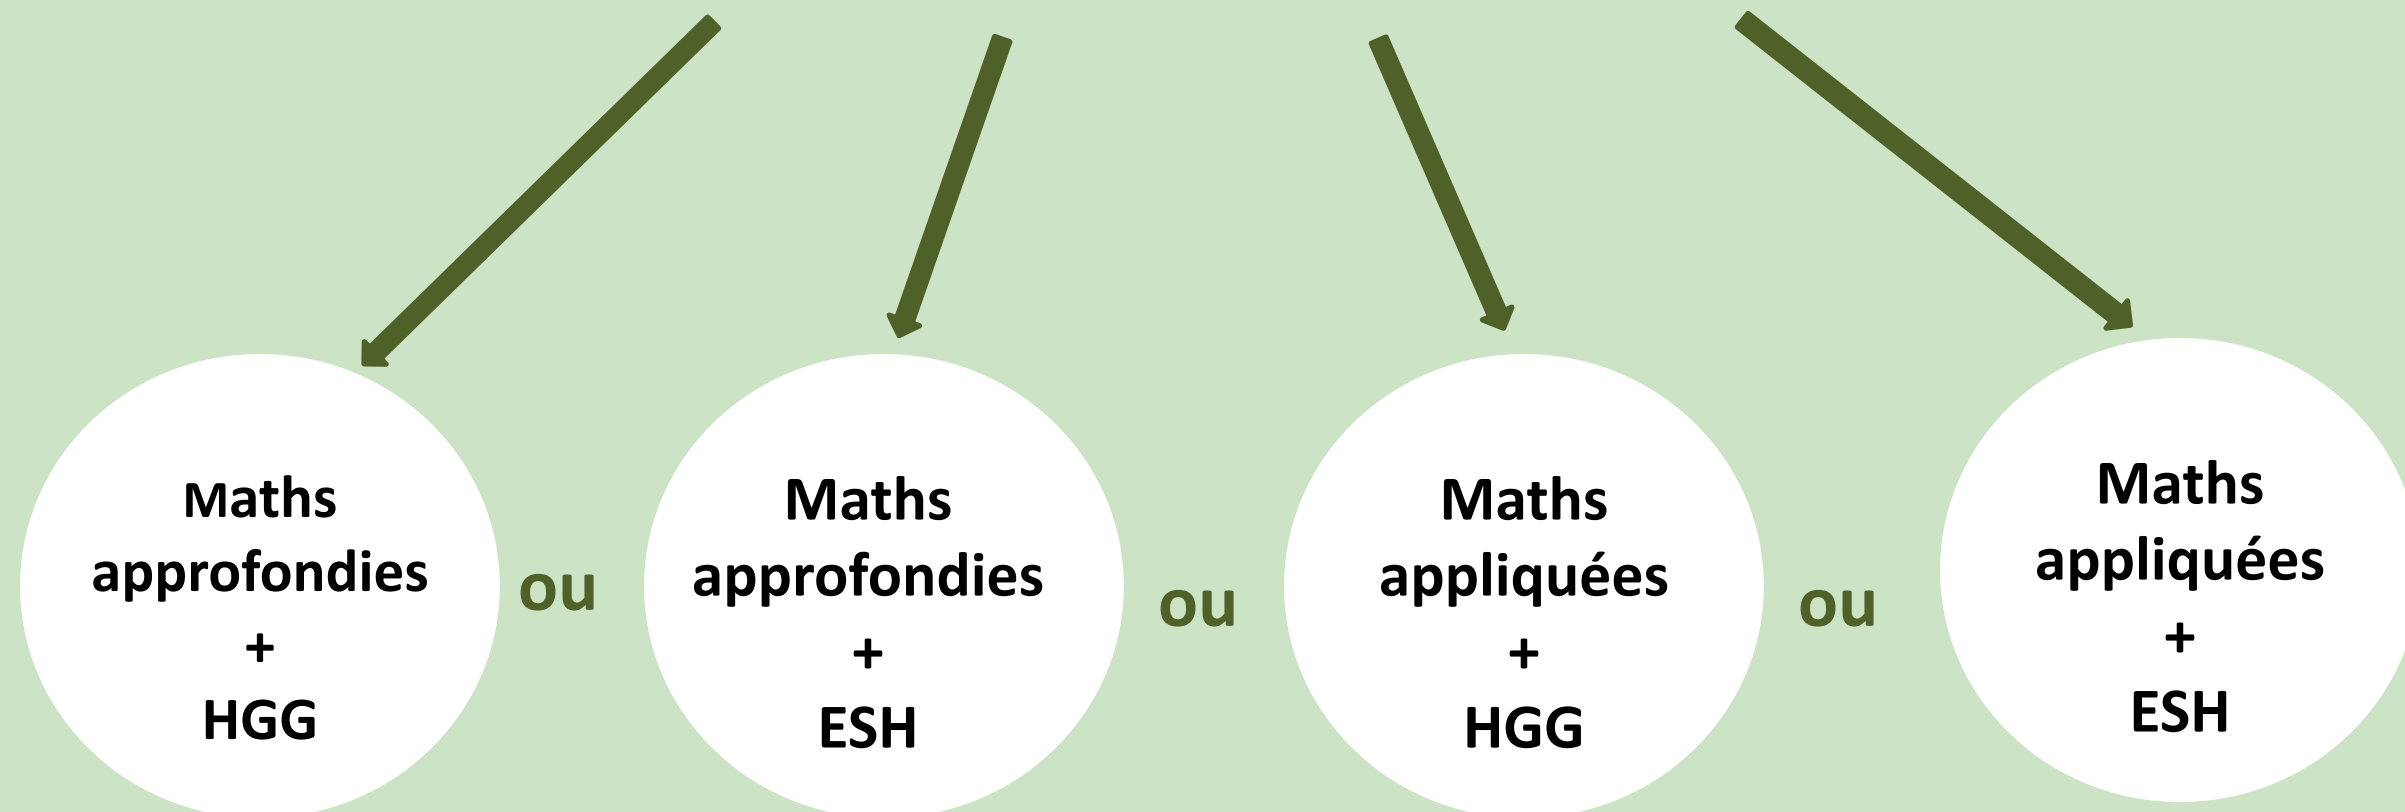 Maths
approfondies
+
HGG
ou
Maths
approfondies
+
ESH
ou
Maths
appliquées
+
HGG
ou
Maths
appliquées
+
ESH